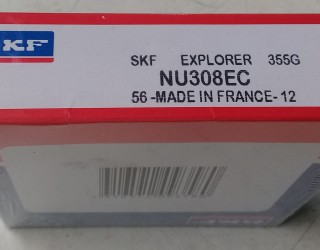 SKF
SKF EXPLORER 355G
NU308EC
56 -MADE IN FRANCE- 12